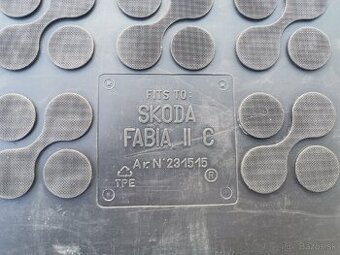 FITS TO:
SKODA
FABIA II C
Ar. N° 231515
TPE
®